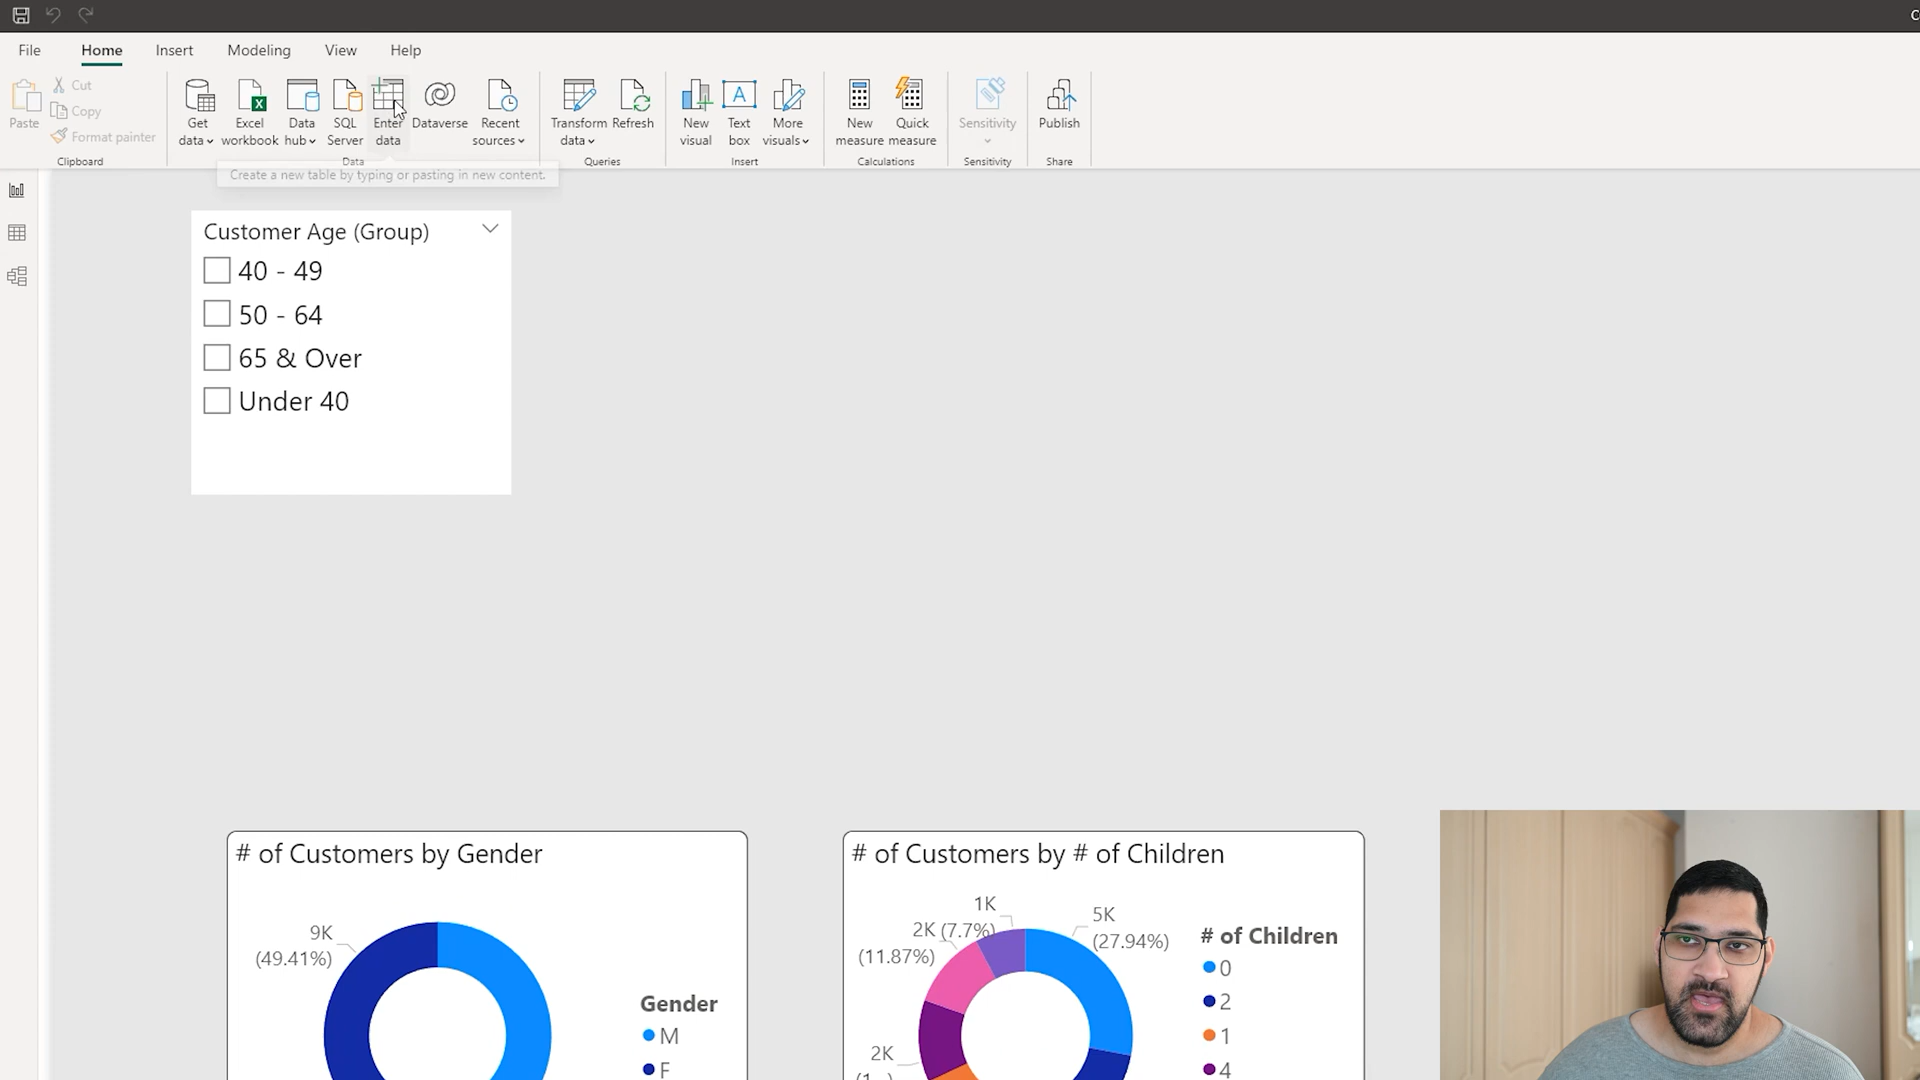 C
File Home Insert Modeling View Help
Paste
Cut
Copy
Format painter
Clipboard
Get data
Excel workbook
Data hub
SQL Server
Enter data
Dataverse
Recent sources
Data
Transform data
Refresh
Queries
New visual
A
Text box
More visuals
Insert
New measure
Quick measure
Calculations
Sensitivity
Sensitivity
Publish
Share
Create a new table by typing or pasting in new content.
Customer Age (Group)
40 - 49
50 - 64
65 & Over
Under 40
# of Customers by Gender
9K
(49.41%)
Gender
M
F
# of Customers by # of Children
1K
2K (7.7%)
(11.87%)
5K
(27.94%)
2K
(1...)
# of Children
0
2
1
4